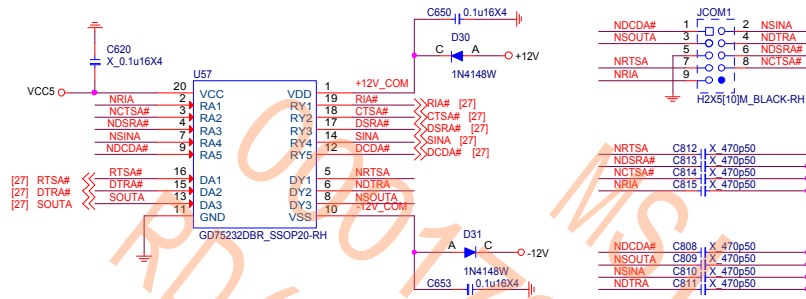 C650 0.1u16X4
JCOM1
NDCDA# 1 2 NSINA
NSOUTA 3 4 NDTRA
5 6 NDSRA#
NRTSA 7 8 NCTSA#
NRIA 9
H2X5[10]M_BLACK-RH
C620
X_0.1u16X4
D30
C A +12V
1N4148W
U57
VCC5 20 VCC VDD 1 +12V_COM
NRIA 2 RA1 RY1 19 RIA# RIA# [27]
NCTSA# 3 RA2 RY2 18 CTSA# CTSA# [27]
NDSRA# 4 RA3 RY3 17 DSRA# DSRA# [27]
NSINA 7 RA4 RY4 14 SINA SINA [27]
NDCDA# 9 RA5 RY5 12 DCDA# DCDA# [27]
[27] RTSA# RTSA# 16 DA1 DY1 5 NRTSA
[27] DTRA# DTRA# 15 DA2 DY2 6 NDTRA
[27] SOUTA SOUTA 13 DA3 DY3 8 NSOUTA
11 GND VSS 10 -12V_COM
GD75232DBR_SSOP20-RH
D31
A C -12V
1N4148W
C653 0.1u16X4
NRTSA C812 X_470p50
NDSRA# C813 X_470p50
NCTSA# C814 X_470p50
NRIA C815 X_470p50
NDCDA# C808 X_470p50
NSOUTA C809 X_470p50
NSINA C810 X_470p50
NDTRA C811 X_470p50